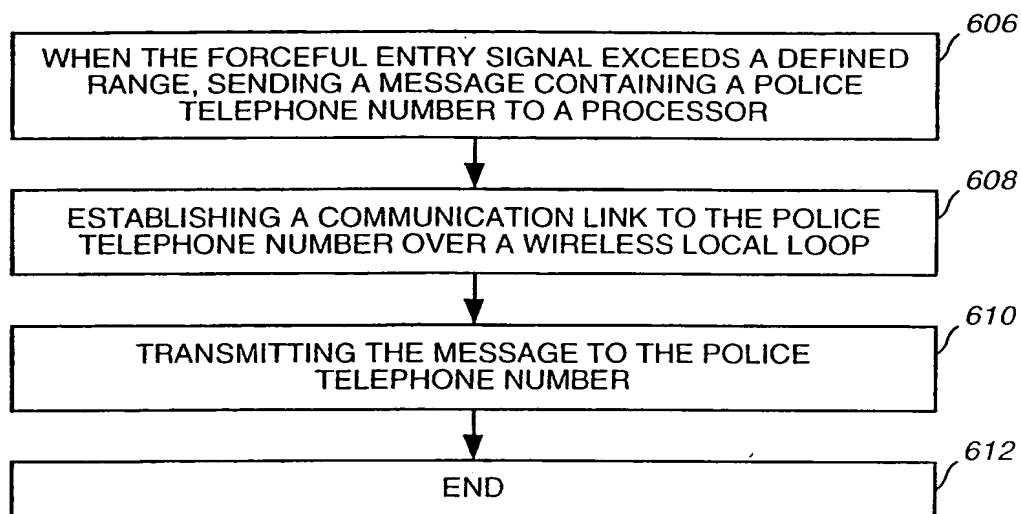 606
WHEN THE FORCEFUL ENTRY SIGNAL EXCEEDS A DEFINED
RANGE, SENDING A MESSAGE CONTAINING A POLICE
TELEPHONE NUMBER TO A PROCESSOR
608
ESTABLISHING A COMMUNICATION LINK TO THE POLICE
TELEPHONE NUMBER OVER A WIRELESS LOCAL LOOP
610
TRANSMITTING THE MESSAGE TO THE POLICE
TELEPHONE NUMBER
612
END